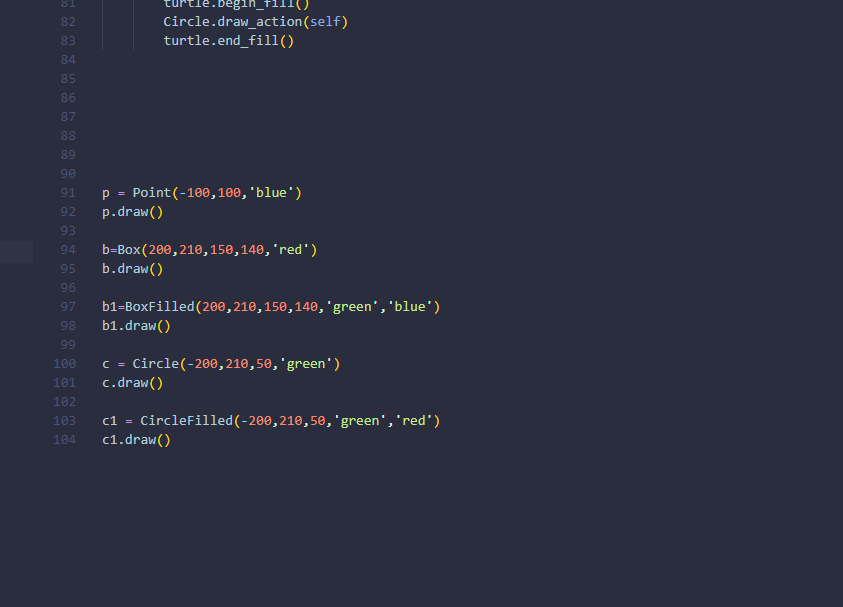 81 turtle.begin_fill()
82 Circle.draw_action(self)
83 turtle.end_fill()
84
85
86
87
88
89
90
91 p = Point(-100,100,'blue')
92 p.draw()
93
94 b=Box(200,210,150,140,'red')
95 b.draw()
96
97 b1=BoxFilled(200,210,150,140,'green','blue')
98 b1.draw()
99
100 c = Circle(-200,210,50,'green')
101 c.draw()
102
103 c1 = CircleFilled(-200,210,50,'green','red')
104 c1.draw()